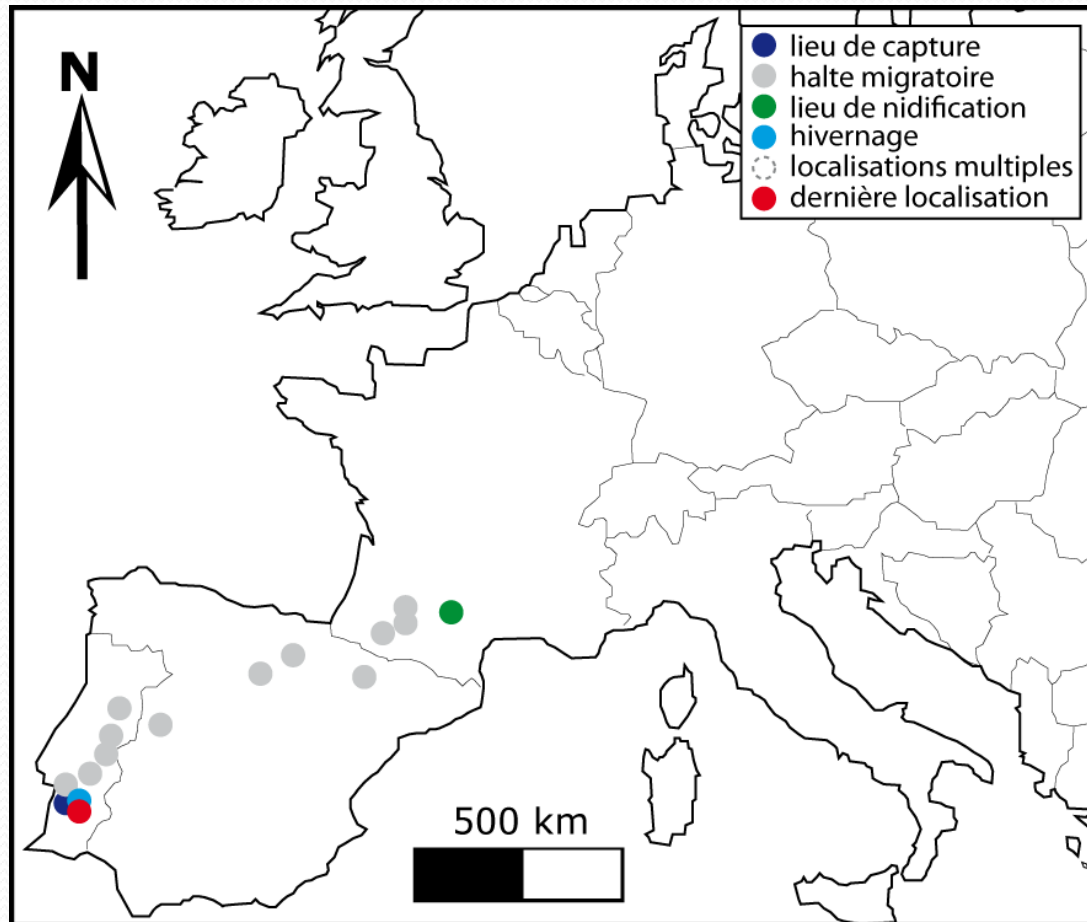 N
lieu de capture
halte migratoire
lieu de nidification
hivernage
localisations multiples
dernière localisation
500 km